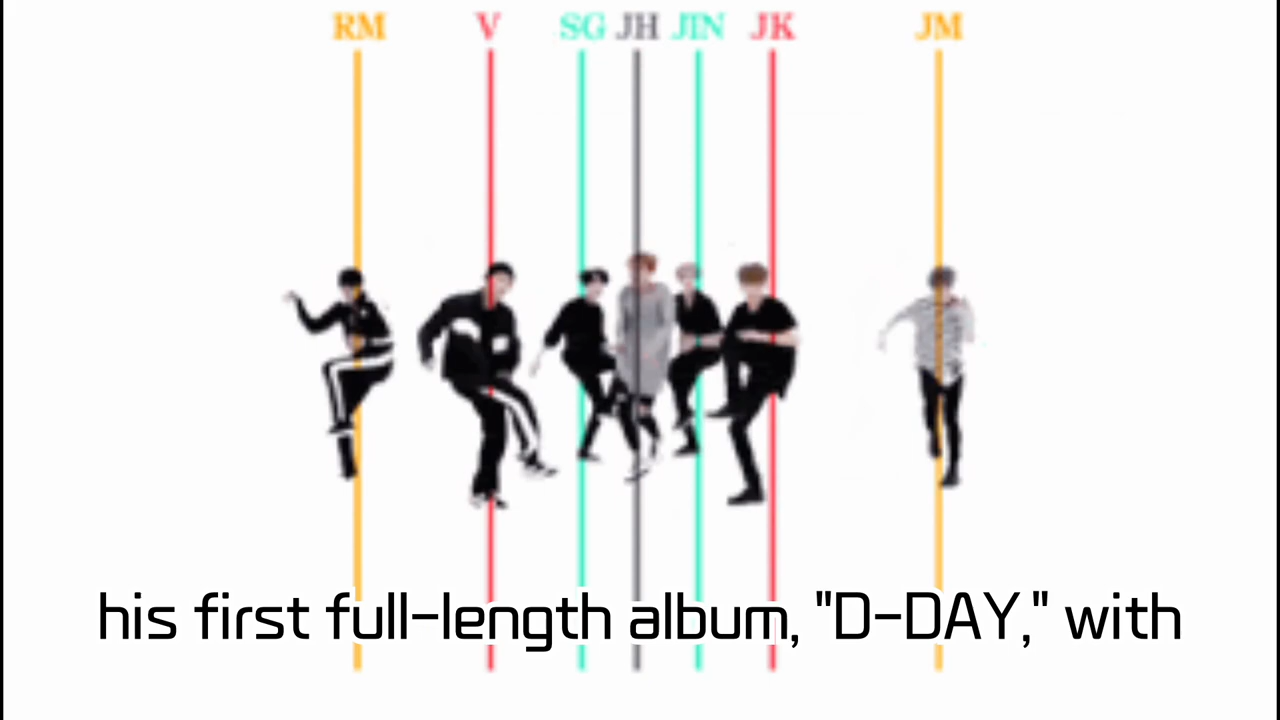 RM V SG JH JIN JK JM
his first full-length album, "D-DAY," with